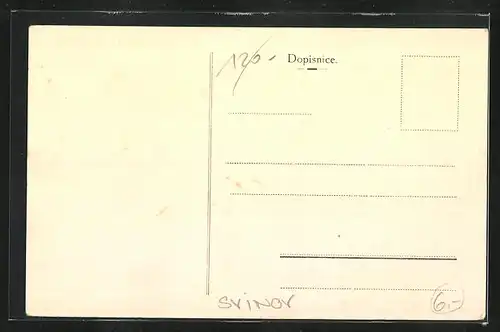 120.-
Dopisnice.
SVINOV
6.-